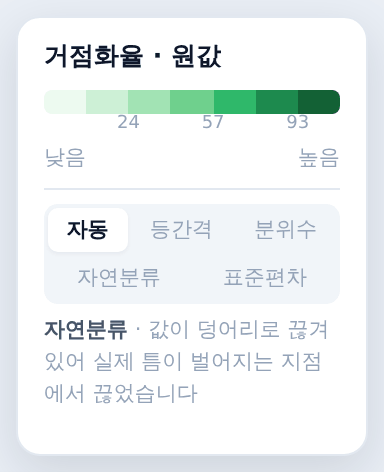 거점화율 · 원값
24 57 93
낮음 높음
자동 등간격 분위수
자연분류 표준편차
자연분류 · 값이 덩어리로 끊겨
있어 실제 틈이 벌어지는 지점
에서 끊었습니다